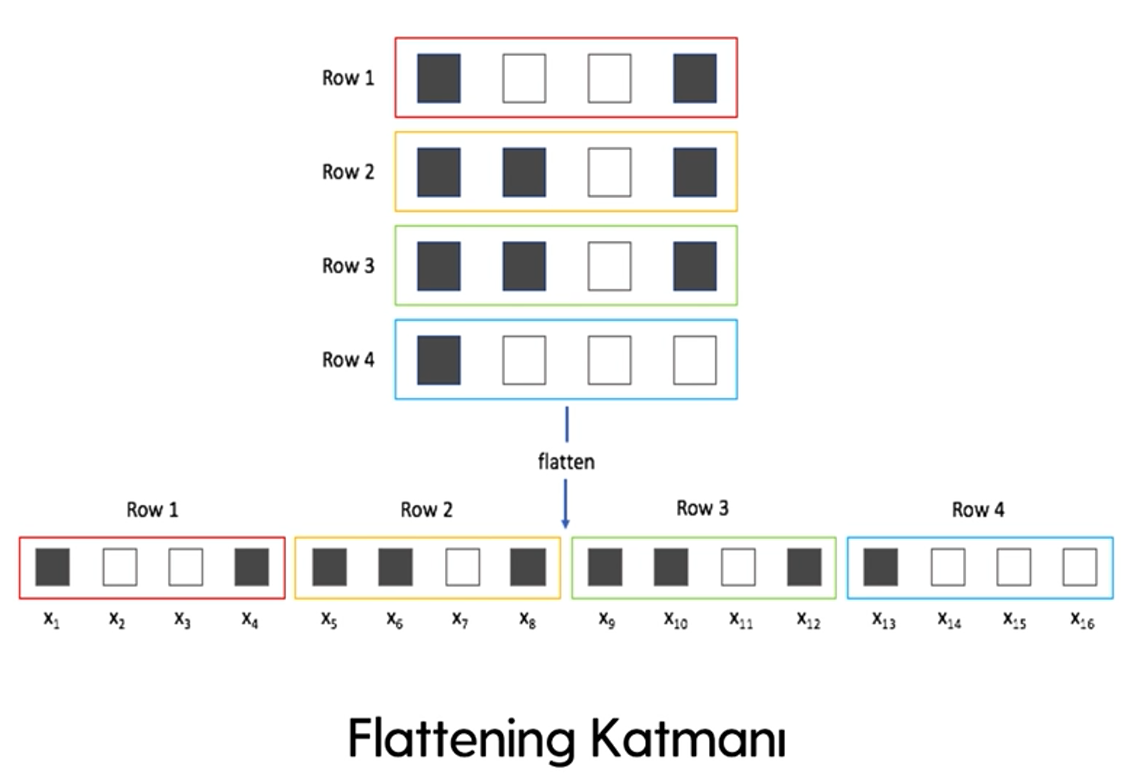 Row 1
Row 2
Row 3
Row 4
flatten
Row 1 Row 2 Row 3 Row 4
x₁ x₂ x₃ x₄ x₅ x₆ x₇ x₈ x₉ x₁₀ x₁₁ x₁₂ x₁₃ x₁₄ x₁₅ x₁₆
Flattening Katmanı